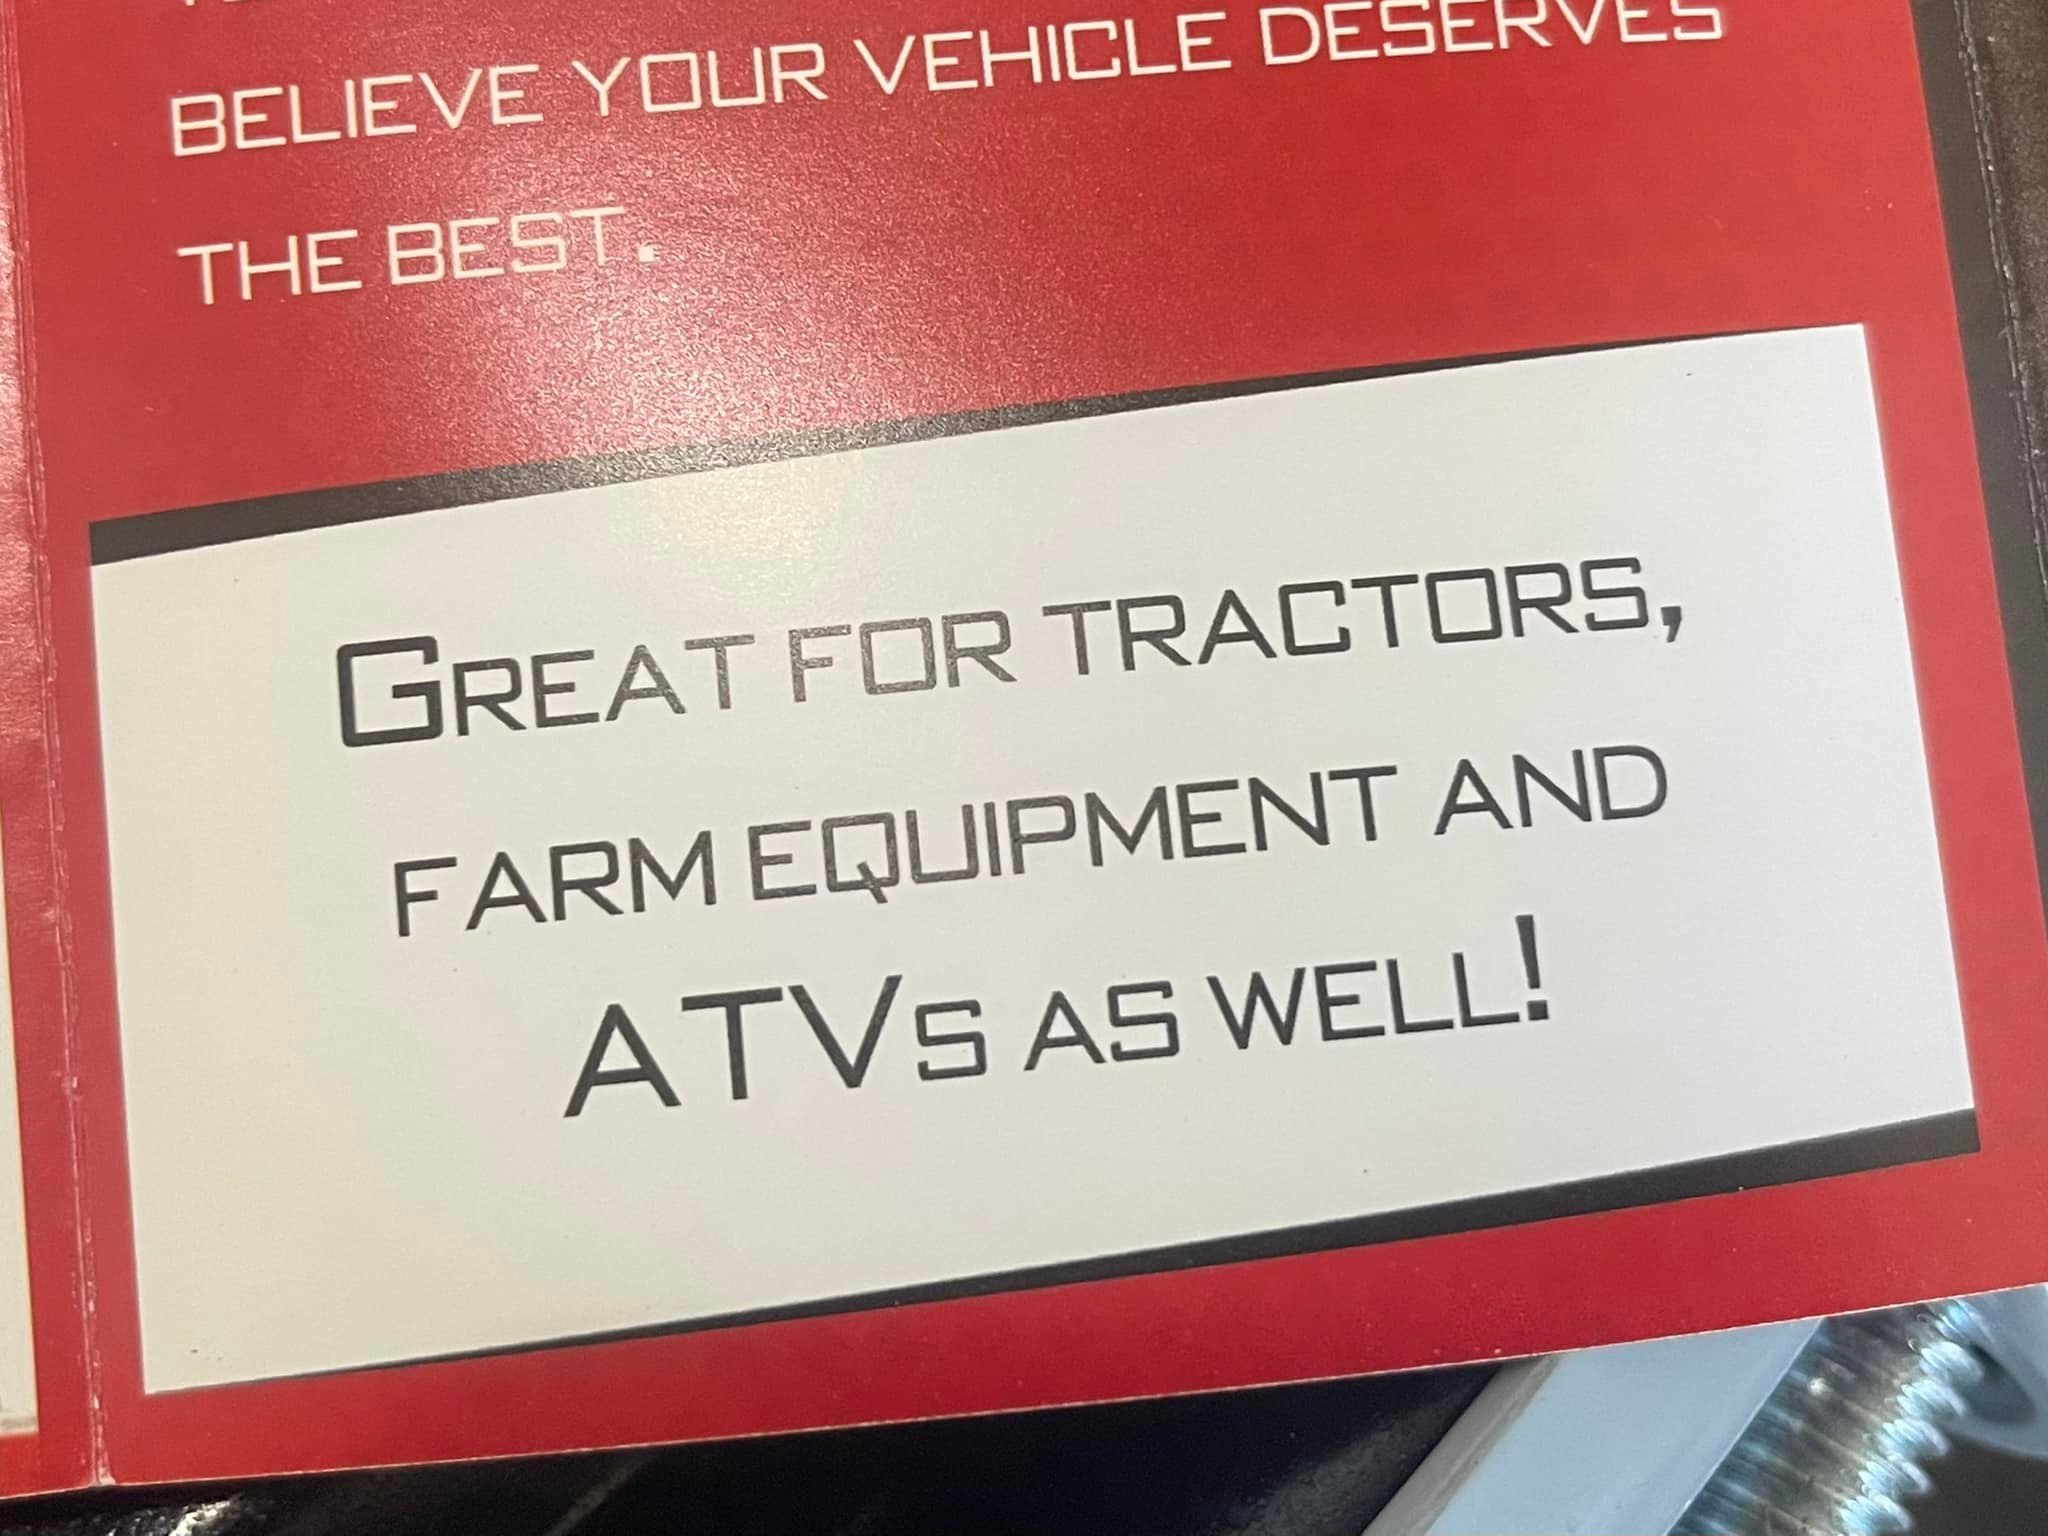 BELIEVE YOUR VEHICLE DESERVES
THE BEST.
GREAT FOR TRACTORS,
FARM EQUIPMENT AND
ATVS AS WELL!